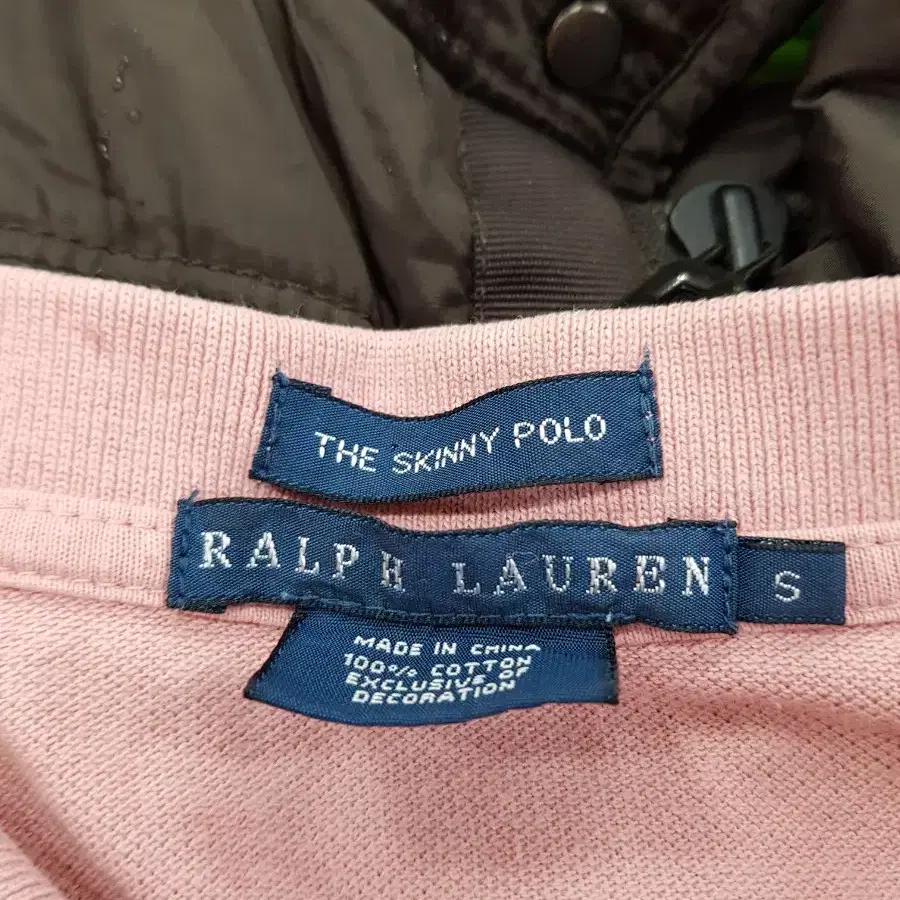 THE SKINNY POLO
RALPH LAUREN
S
MADE IN CHINA
100% COTTON
EXCLUSIVE OF
DECORATION